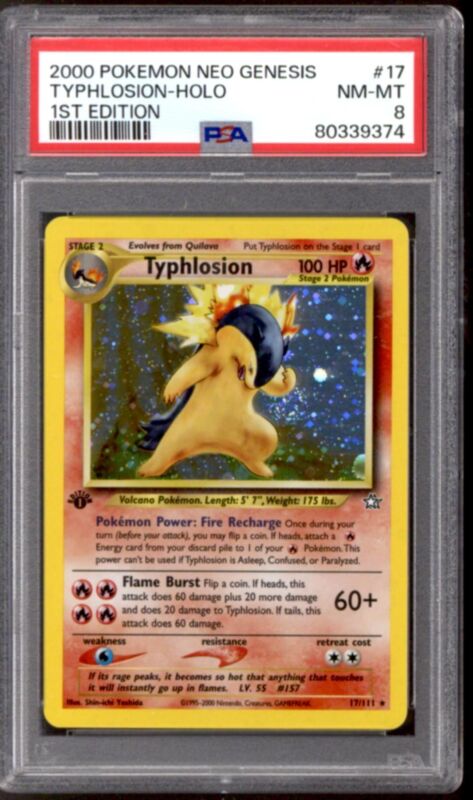 2000 POKEMON NEO GENESIS #17
TYPHLOSION-HOLO NM-MT
1ST EDITION 8
PSA 80339374
STAGE 2 Evolves from Quilava Put Typhlosion on the Stage 1 card
Typhlosion 100 HP
Stage 2 Pokémon
EDITION 1
Volcano Pokémon. Length: 5' 7", Weight: 175 lbs.
Pokémon Power: Fire Recharge Once during your
turn (before your attack), you may flip a coin. If heads, attach a
Energy card from your discard pile to 1 of your Pokémon. This
power can't be used if Typhlosion is Asleep, Confused, or Paralyzed.
Flame Burst Flip a coin. If heads, this
attack does 60 damage plus 20 more damage
and does 20 damage to Typhlosion. If tails, this
attack does 60 damage.
60+
weakness resistance retreat cost
If its rage peaks, it becomes so hot that anything that touches
it will instantly go up in flames. LV. 55 #157
Illus. Shin-ichi Yoshida ©1995-2000 Nintendo, Creatures, GAMEFREAK. 17/111
PSA